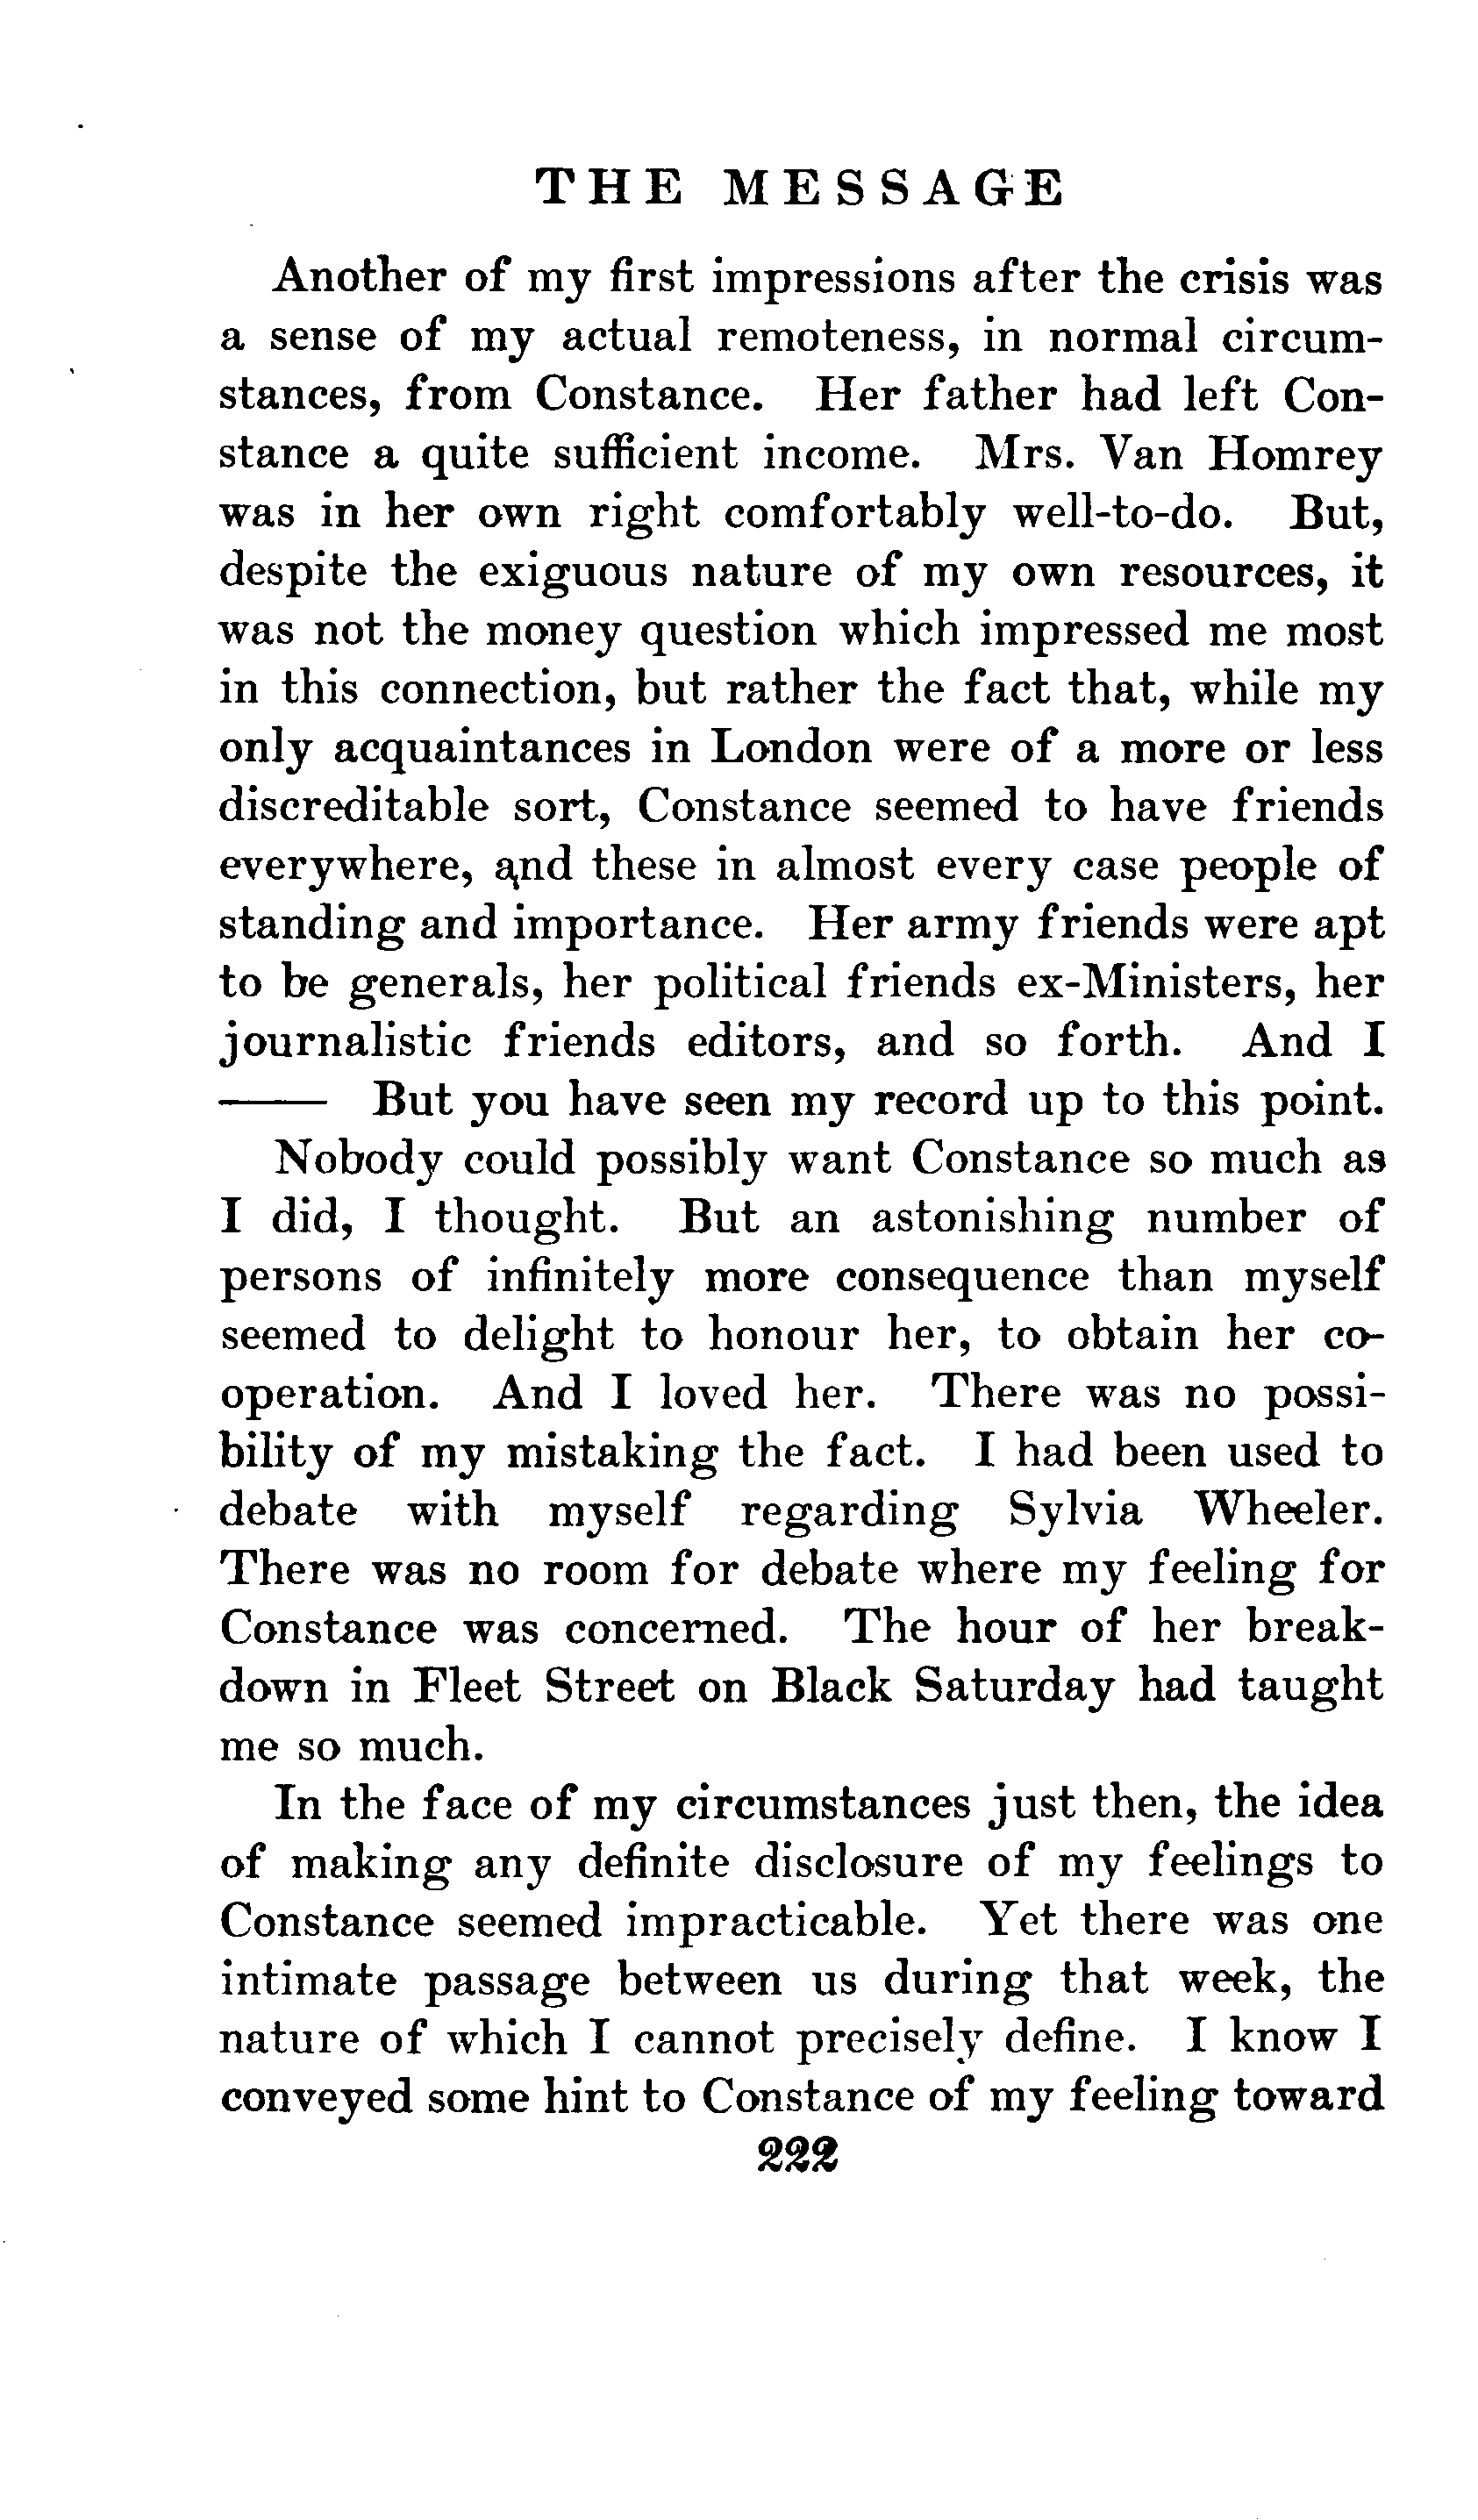 THE MESSAGE
Another of my first impressions after the crisis was
a sense of my actual remoteness, in normal circum-
stances, from Constance. Her father had left Con-
stance a quite sufficient income. Mrs. Van Homrey
was in her own right comfortably well-to-do. But,
despite the exiguous nature of my own resources, it
was not the money question which impressed me most
in this connection, but rather the fact that, while my
only acquaintances in London were of a more or less
discreditable sort, Constance seemed to have friends
everywhere, and these in almost every case people of
standing and importance. Her army friends were apt
to be generals, her political friends ex-Ministers, her
journalistic friends editors, and so forth. And I
—— But you have seen my record up to this point.
Nobody could possibly want Constance so much as
I did, I thought. But an astonishing number of
persons of infinitely more consequence than myself
seemed to delight to honour her, to obtain her co-
operation. And I loved her. There was no possi-
bility of my mistaking the fact. I had been used to
debate with myself regarding Sylvia Wheeler.
There was no room for debate where my feeling for
Constance was concerned. The hour of her break-
down in Fleet Street on Black Saturday had taught
me so much.
In the face of my circumstances just then, the idea
of making any definite disclosure of my feelings to
Constance seemed impracticable. Yet there was one
intimate passage between us during that week, the
nature of which I cannot precisely define. I know I
conveyed some hint to Constance of my feeling toward
222